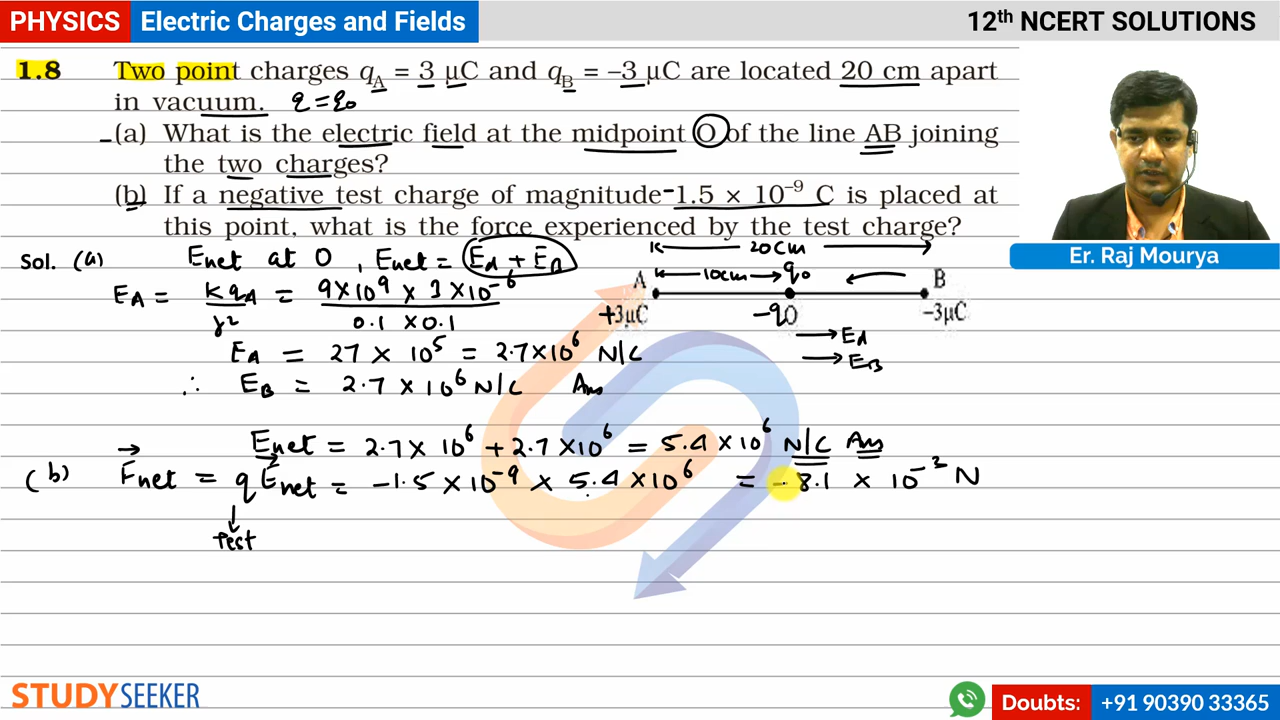 PHYSICS Electric Charges and Fields 12th NCERT SOLUTIONS
1.8 Two point charges qA = 3 μC and qB = –3 μC are located 20 cm apart
in vacuum. q = q₀
(a) What is the electric field at the midpoint O of the line AB joining
the two charges?
(b) If a negative test charge of magnitude 1.5 × 10–9 C is placed at
this point, what is the force experienced by the test charge?
Er. Raj Mourya
Sol. (a) Enet at O , Enet = EA + EB
20cm
10cm q₀
A B
EA = KqA/r² = 9×10⁹ × 3×10⁻⁶ / 0.1 × 0.1
+3μC -qO –3μC
EA
EB
EA = 27 × 10⁵ = 2.7×10⁶ N/C
∴ EB = 2.7 × 10⁶ N/C Ans
Enet = 2.7× 10⁶ + 2.7×10⁶ = 5.4 × 10⁶ N/C Ans
(b) Fnet = q Enet = -1.5 × 10⁻⁹ × 5.4 × 10⁶ = - 8.1 × 10⁻³ N
Test
STUDY SEEKER
Doubts: +91 90390 33365